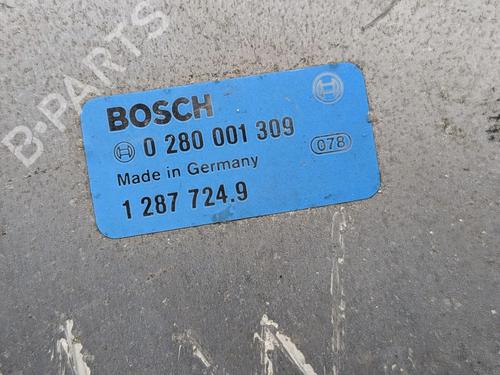 B-PARTS
BOSCH
0 280 001 309
078
Made in Germany
1 287 724.9